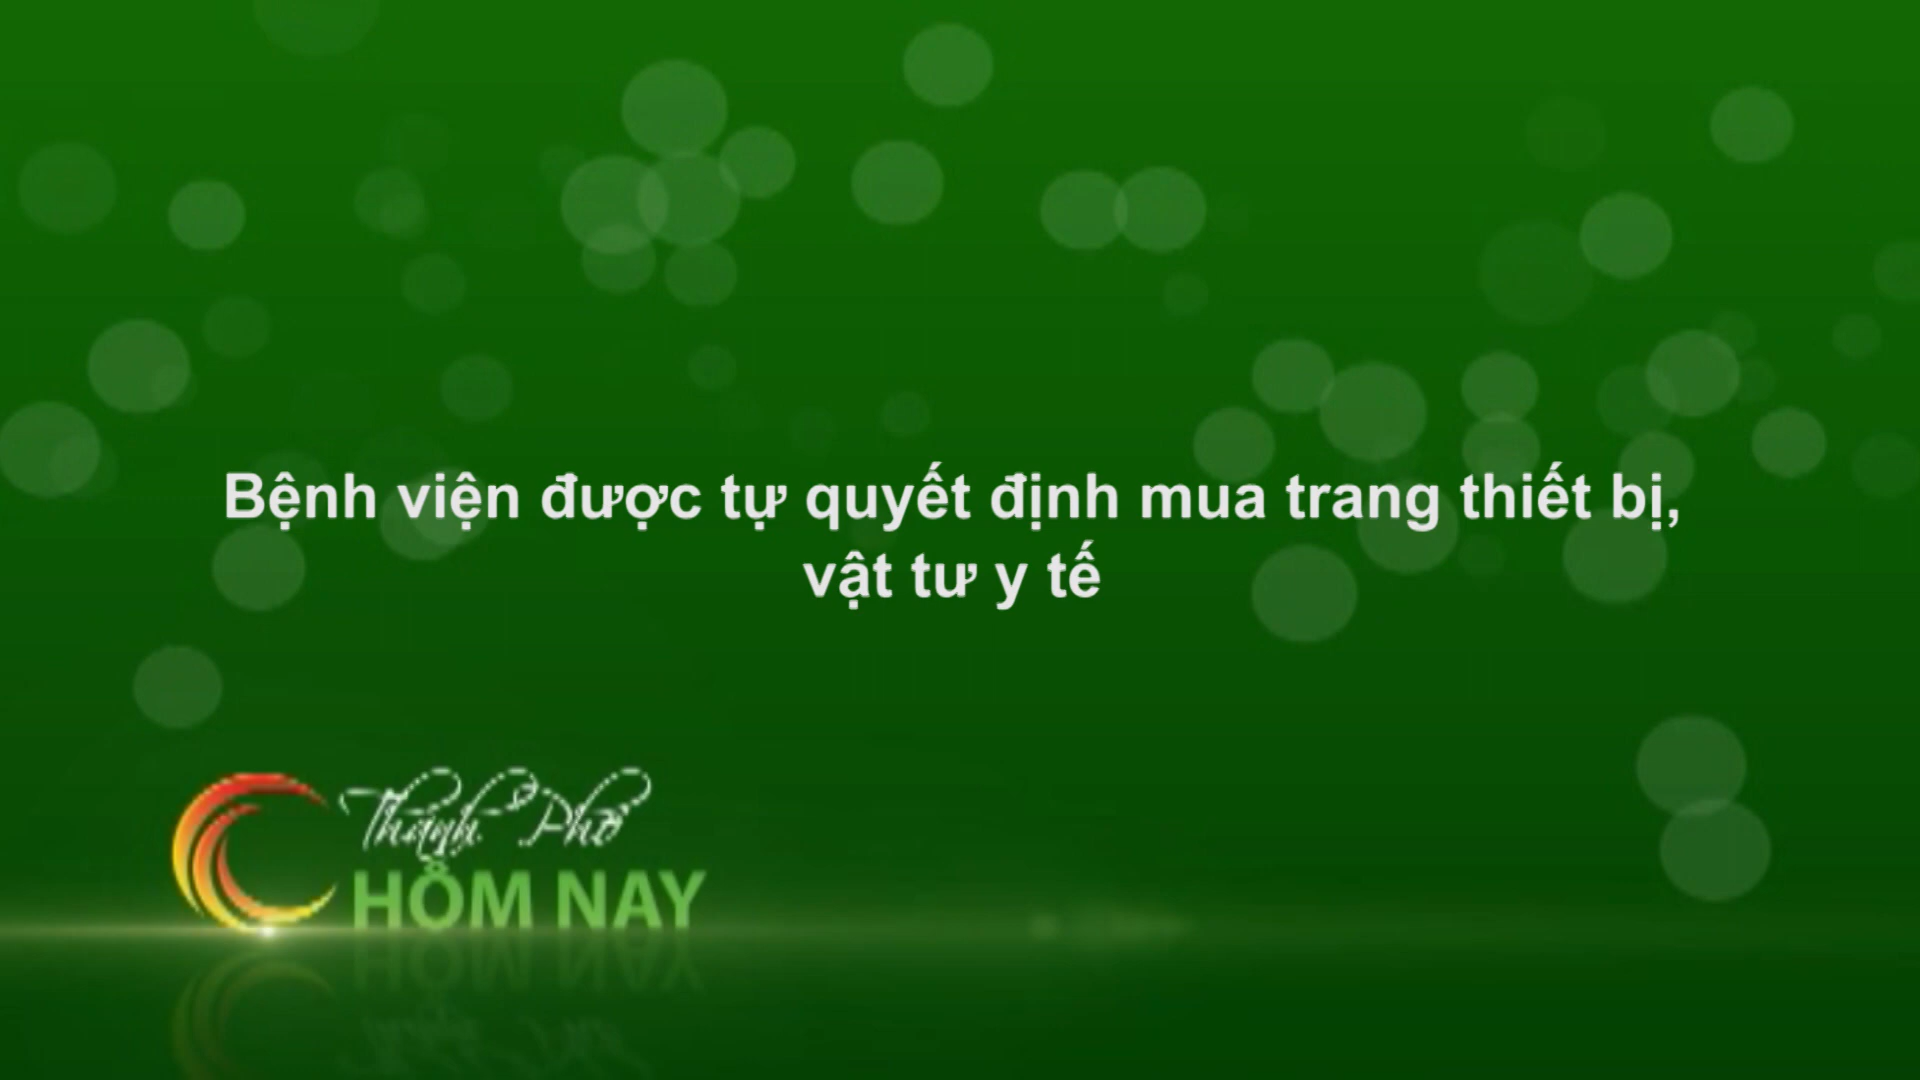 Bệnh viện được tự quyết định mua trang thiết bị,
vật tư y tế
Thành Phố
HÔM NAY